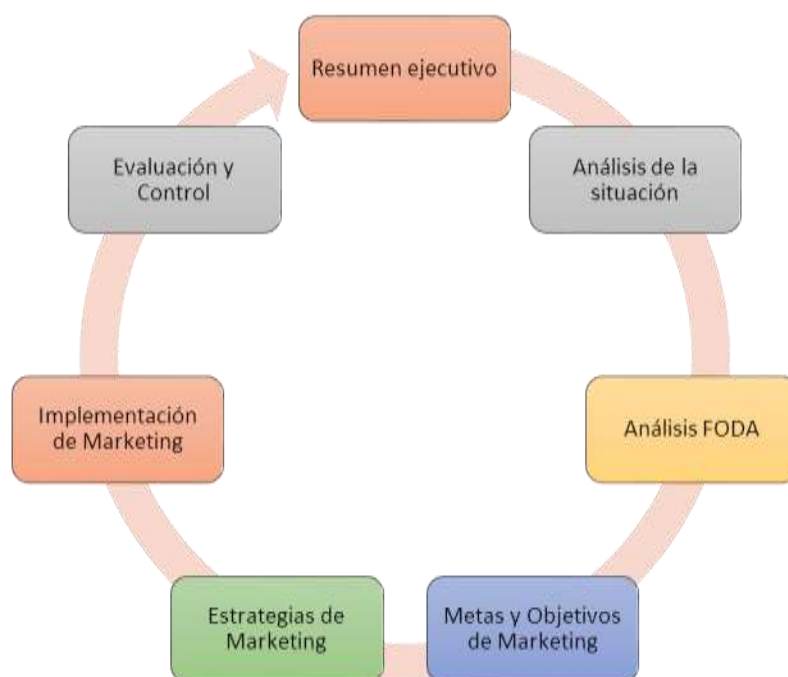 Resumen ejecutivo
Análisis de la
situación
Análisis FODA
Metas y Objetivos
de Marketing
Estrategias de
Marketing
Implementación
de Marketing
Evaluación y
Control